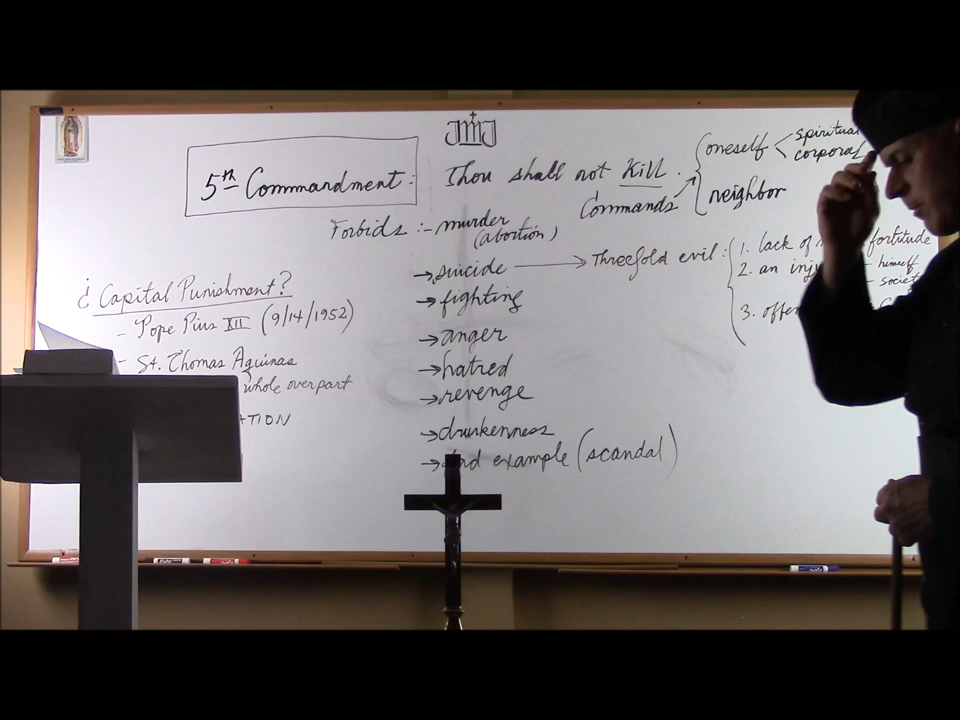 JMJ
5th Commandment:
Thou shall not Kill.
Commands
oneself
spiritual
corporal
neighbor
Forbids :- murder
(abortion)
→ suicide → Threefold evil:
1. lack of fortitude
2. an
himself
society
3.
→ fighting
→ anger
→ hatred
→ revenge
→ drunkenness
→ bad example (scandal)
¿ Capital Punishment?
- Pope Pius XII (9/14/1952)
- St. Thomas Aquinas
whole over part